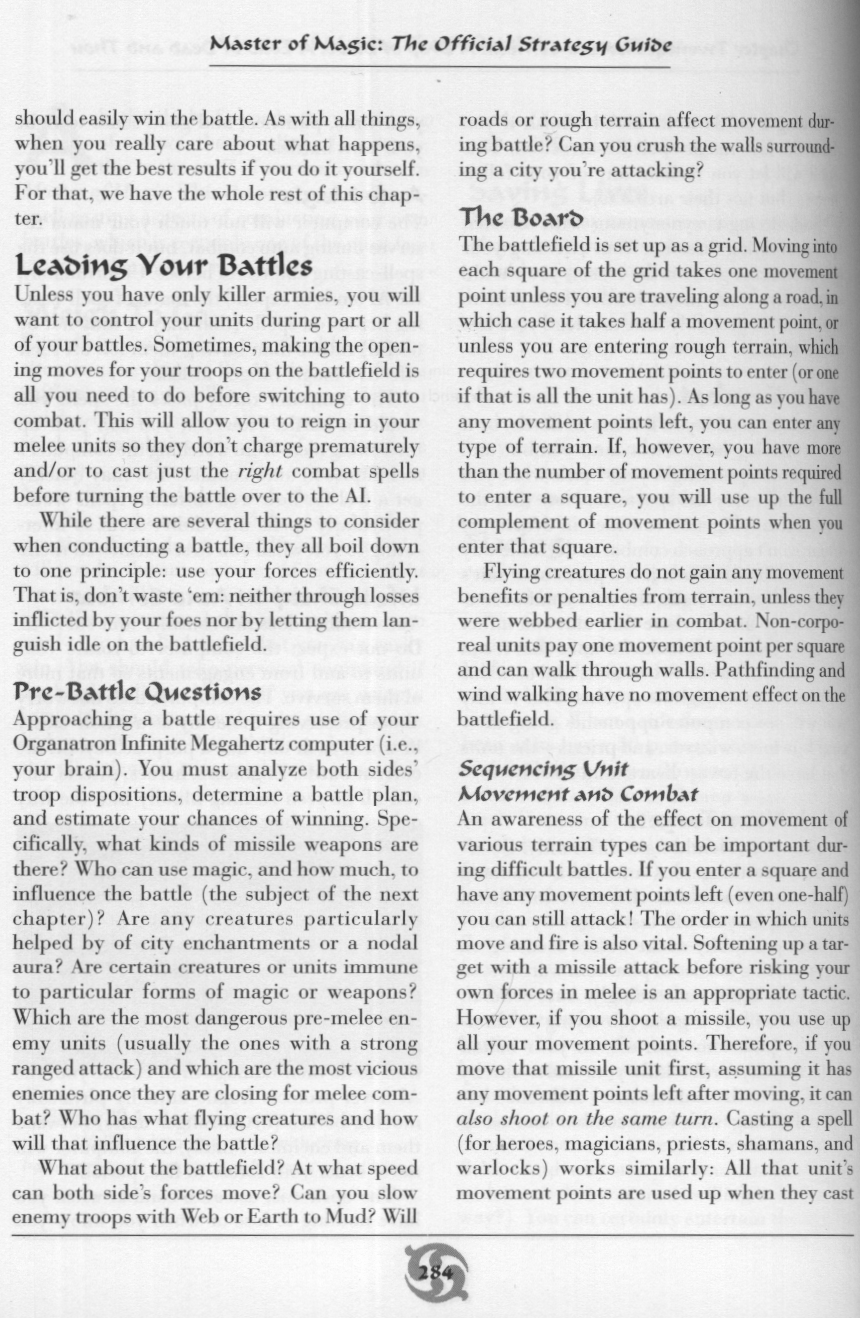 Master of Magic: The Official Strategy Guide
should easily win the battle. As with all things,
when you really care about what happens,
you'll get the best results if you do it yourself.
For that, we have the whole rest of this chap-
ter.
Leading Your Battles
Unless you have only killer armies, you will
want to control your units during part or all
of your battles. Sometimes, making the open-
ing moves for your troops on the battlefield is
all you need to do before switching to auto
combat. This will allow you to reign in your
melee units so they don't charge prematurely
and/or to cast just the right combat spells
before turning the battle over to the AI.
While there are several things to consider
when conducting a battle, they all boil down
to one principle: use your forces efficiently.
That is, don't waste 'em: neither through losses
inflicted by your foes nor by letting them lan-
guish idle on the battlefield.
Pre-Battle Questions
Approaching a battle requires use of your
Organatron Infinite Megahertz computer (i.e.,
your brain). You must analyze both sides'
troop dispositions, determine a battle plan,
and estimate your chances of winning. Spe-
cifically, what kinds of missile weapons are
there? Who can use magic, and how much, to
influence the battle (the subject of the next
chapter)? Are any creatures particularly
helped by of city enchantments or a nodal
aura? Are certain creatures or units immune
to particular forms of magic or weapons?
Which are the most dangerous pre-melee en-
emy units (usually the ones with a strong
ranged attack) and which are the most vicious
enemies once they are closing for melee com-
bat? Who has what flying creatures and how
will that influence the battle?
What about the battlefield? At what speed
can both side's forces move? Can you slow
enemy troops with Web or Earth to Mud? Will
roads or rough terrain affect movement dur-
ing battle? Can you crush the walls surround-
ing a city you're attacking?
The Board
The battlefield is set up as a grid. Moving into
each square of the grid takes one movement
point unless you are traveling along a road, in
which case it takes half a movement point, or
unless you are entering rough terrain, which
requires two movement points to enter (or one
if that is all the unit has). As long as you have
any movement points left, you can enter any
type of terrain. If, however, you have more
than the number of movement points required
to enter a square, you will use up the full
complement of movement points when you
enter that square.
Flying creatures do not gain any movement
benefits or penalties from terrain, unless they
were webbed earlier in combat. Non-corpo-
real units pay one movement point per square
and can walk through walls. Pathfinding and
wind walking have no movement effect on the
battlefield.
Sequencing Unit
Movement and Combat
An awareness of the effect on movement of
various terrain types can be important dur-
ing difficult battles. If you enter a square and
have any movement points left (even one-half)
you can still attack! The order in which units
move and fire is also vital. Softening up a tar-
get with a missile attack before risking your
own forces in melee is an appropriate tactic.
However, if you shoot a missile, you use up
all your movement points. Therefore, if you
move that missile unit first, assuming it has
any movement points left after moving, it can
also shoot on the same turn. Casting a spell
(for heroes, magicians, priests, shamans, and
warlocks) works similarly: All that unit's
movement points are used up when they cast
284